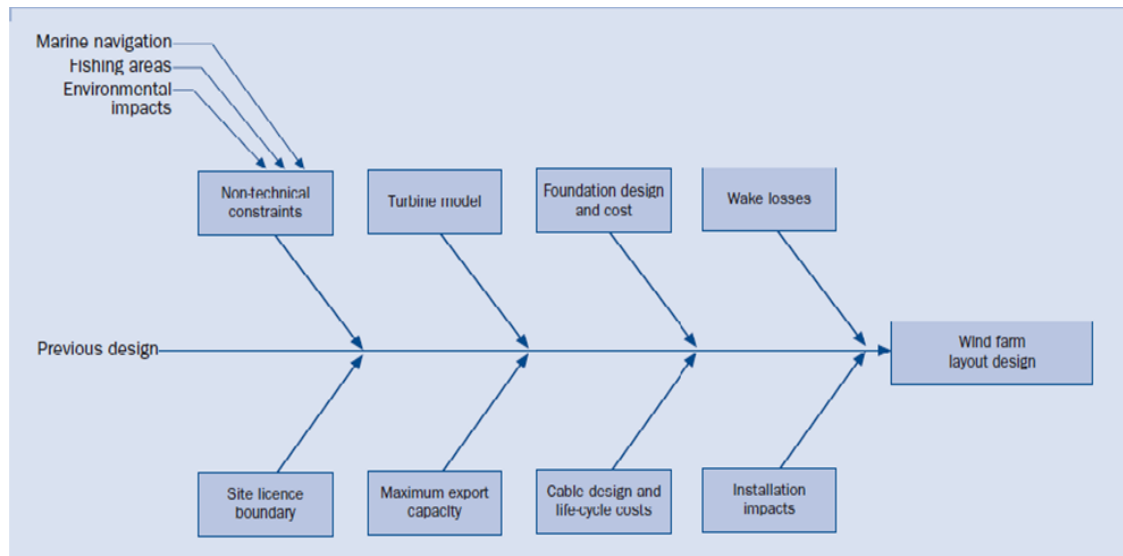 Marine navigation
Fishing areas
Environmental
impacts
Non-technical
constraints
Turbine model
Foundation design
and cost
Wake losses
Previous design
Wind farm
layout design
Site licence
boundary
Maximum export
capacity
Cable design and
life-cycle costs
Installation
impacts